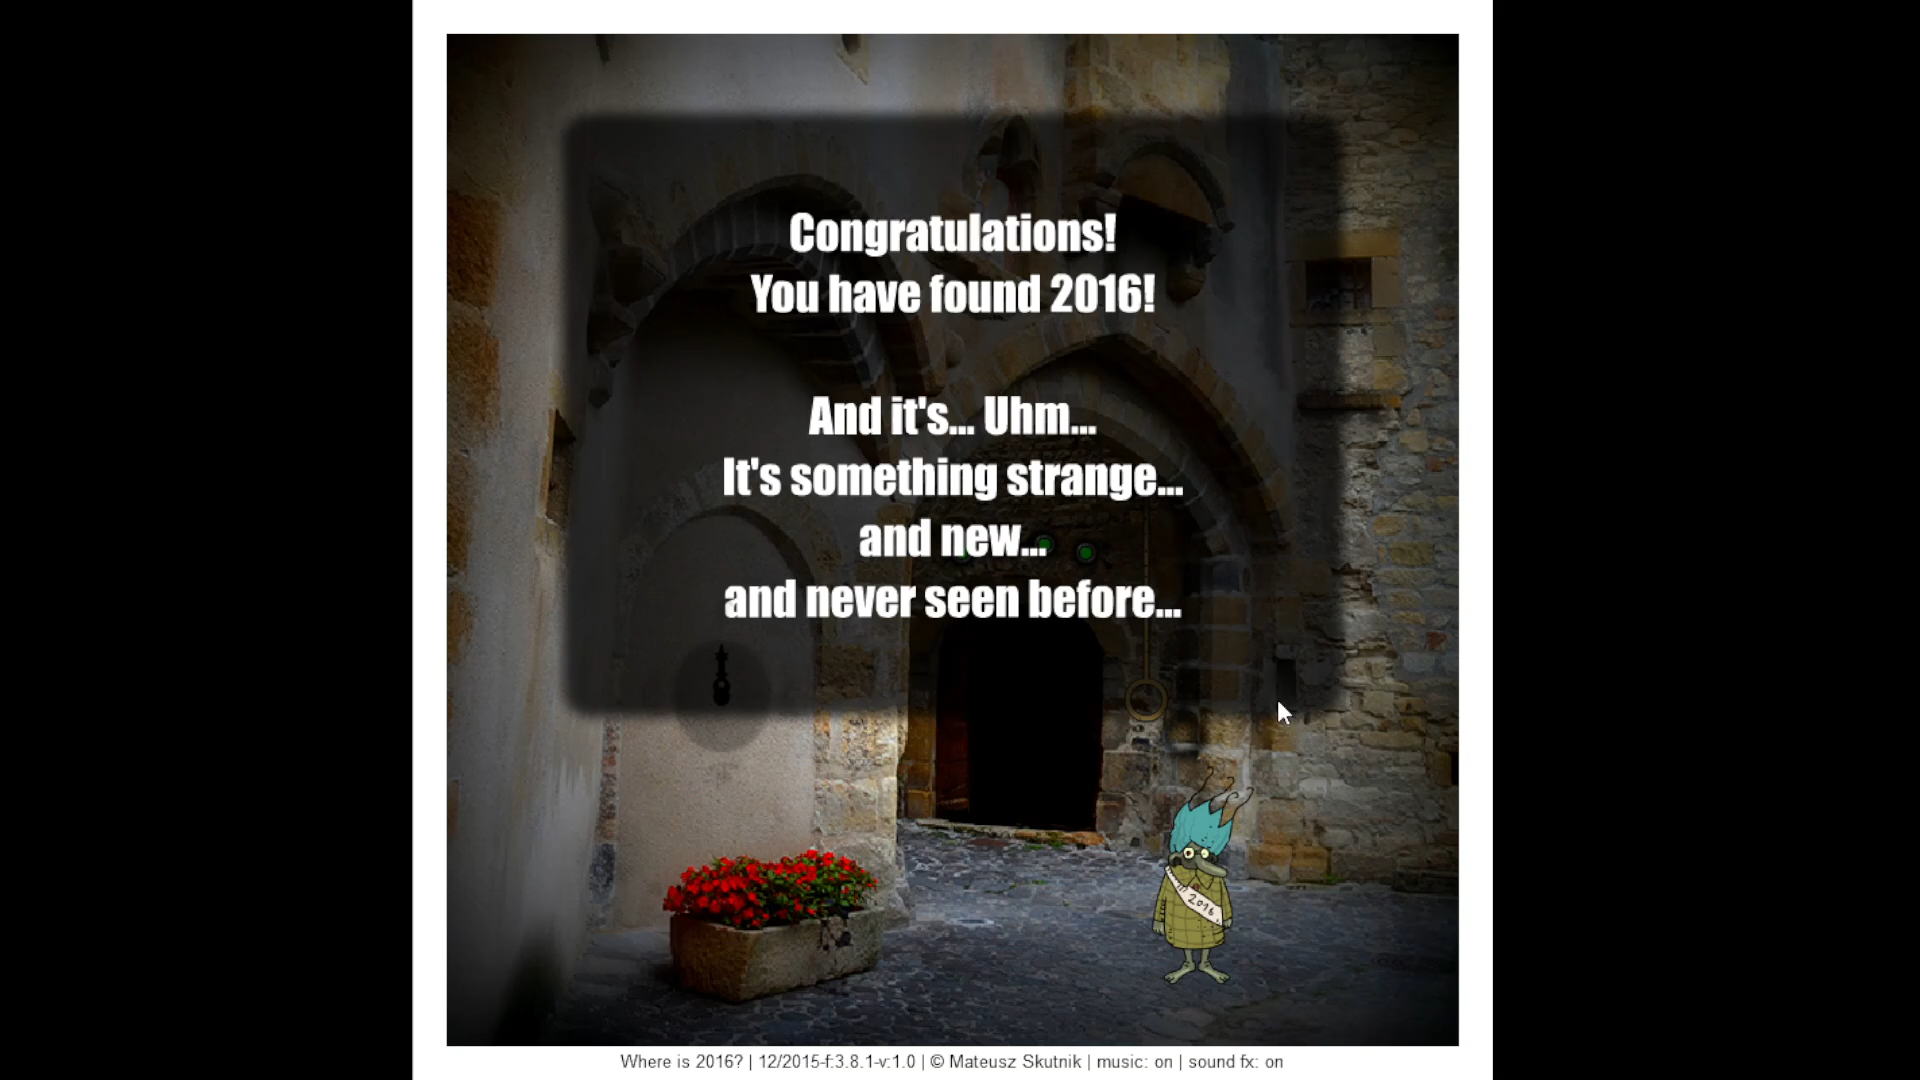 Congratulations!
You have found 2016!
And it's... Uhm...
It's something strange...
and new...
and never seen before...
2016
Where is 2016? | 12/2015-f:3.8.1-v:1.0 | © Mateusz Skutnik | music: on | sound fx: on